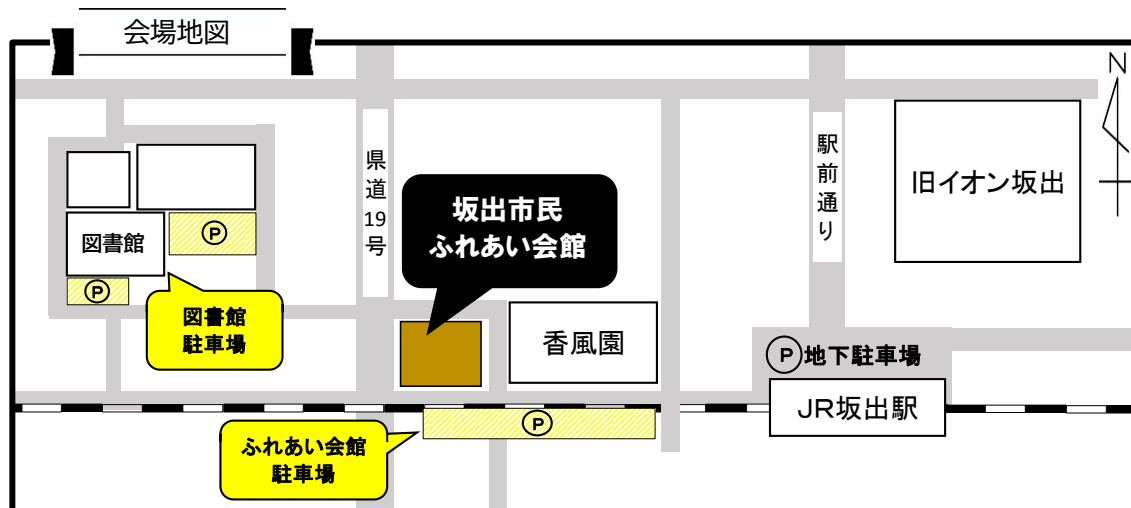 会場地図
N
県道19号
駅前通り
旧イオン坂出
坂出市民
ふれあい会館
図書館
P
P
図書館
駐車場
香風園
P地下駐車場
JR坂出駅
P
ふれあい会館
駐車場